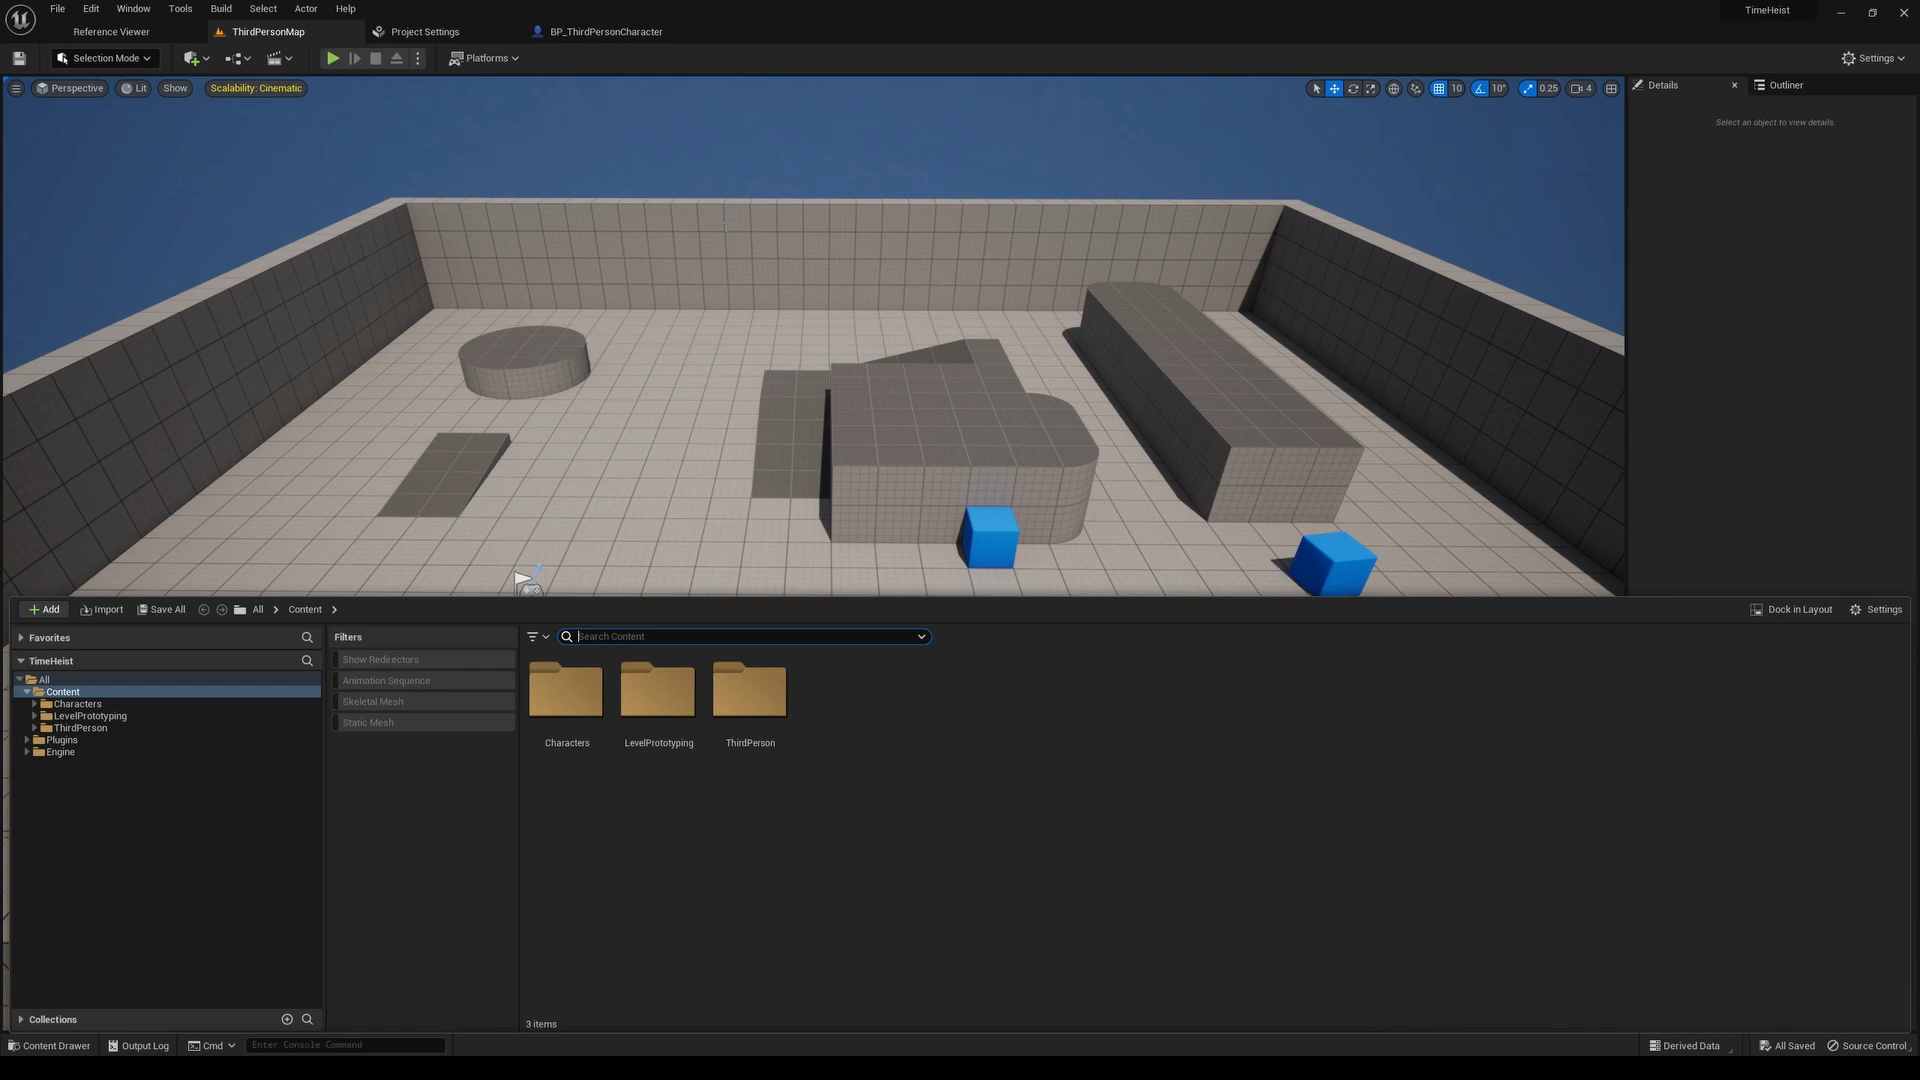 File Edit Window Tools Build Select Actor Help
TimeHeist
Reference Viewer ThirdPersonMap Project Settings BP_ThirdPersonCharacter
Selection Mode Platforms Settings
Perspective Lit Show Scalability: Cinematic 10 10° 0.25 4
Details × Outliner
Select an object to view details.
+ Add Import Save All All > Content > Dock in Layout Settings
Favorites
Filters
Search Content
TimeHeist
Show Redirectors
All
Content
Characters
LevelPrototyping
ThirdPerson
Plugins
Engine
Animation Sequence
Skeletal Mesh
Static Mesh
Characters LevelPrototyping ThirdPerson
Collections
3 items
Content Drawer Output Log Cmd Enter Console Command Derived Data All Saved Source Control